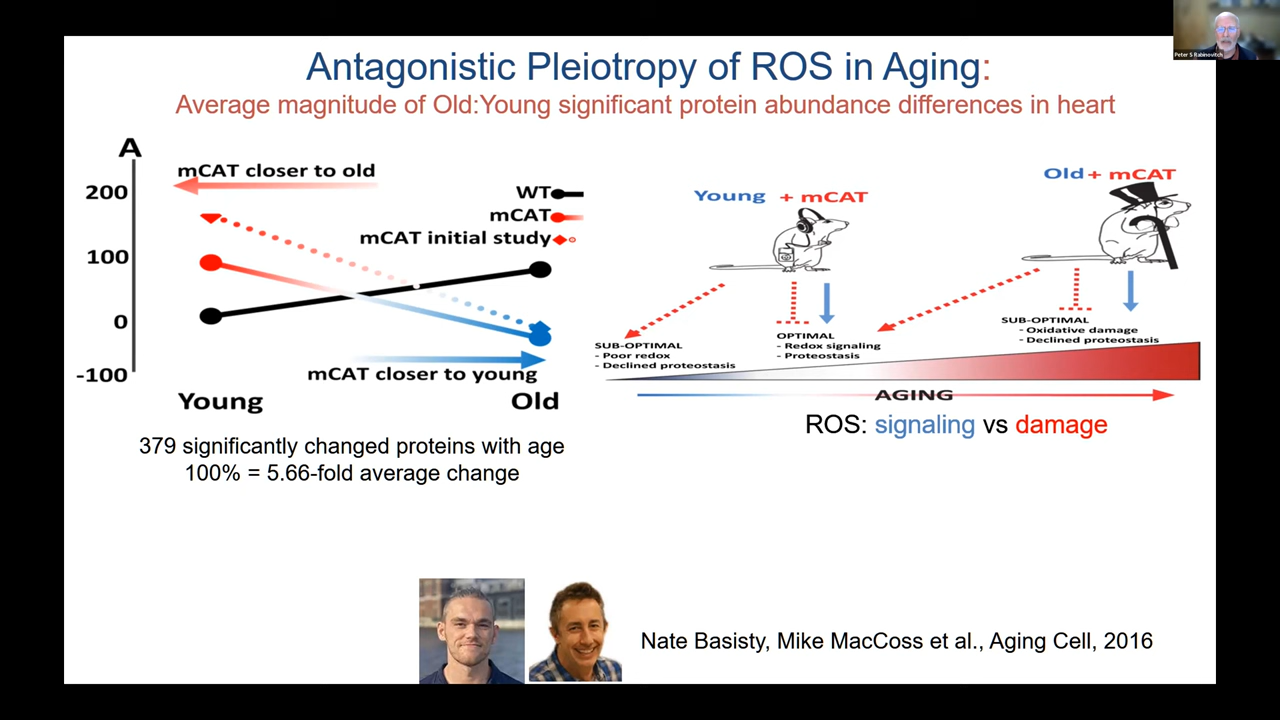 Peter S Rabinovitch
Antagonistic Pleiotropy of ROS in Aging:
Average magnitude of Old:Young significant protein abundance differences in heart
A
mCAT closer to old
200
100
0
-100
WT
mCAT
mCAT initial study
mCAT closer to young
Young
Old
379 significantly changed proteins with age
100% = 5.66-fold average change
Young + mCAT
Old + mCAT
SUB-OPTIMAL
- Poor redox
- Declined proteostasis
OPTIMAL
- Redox signaling
- Proteostasis
SUB-OPTIMAL
- Oxidative damage
- Declined proteostasis
AGING
ROS: signaling vs damage
Nate Basisty, Mike MacCoss et al., Aging Cell, 2016